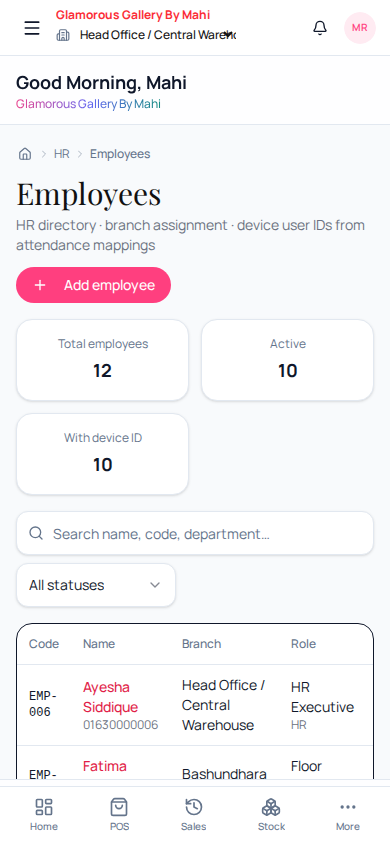 Glamorous Gallery By Mahi
Head Office / Central
MR
Good Morning, Mahi
Glamorous Gallery By Mahi
HR
Employees
Employees
HR directory · branch assignment · device user IDs from
attendance mappings
+ Add employee
Total employees
12
Active
10
With device ID
10
Search name, code, department...
All statuses
Code Name Branch Role
EMP-
006
Ayesha
Siddique
01630000006
Head Office /
Central
Warehouse
HR
Executive
HR
EMP-
Fatima
Bashundhara
Floor
Home
POS
Sales
Stock
More